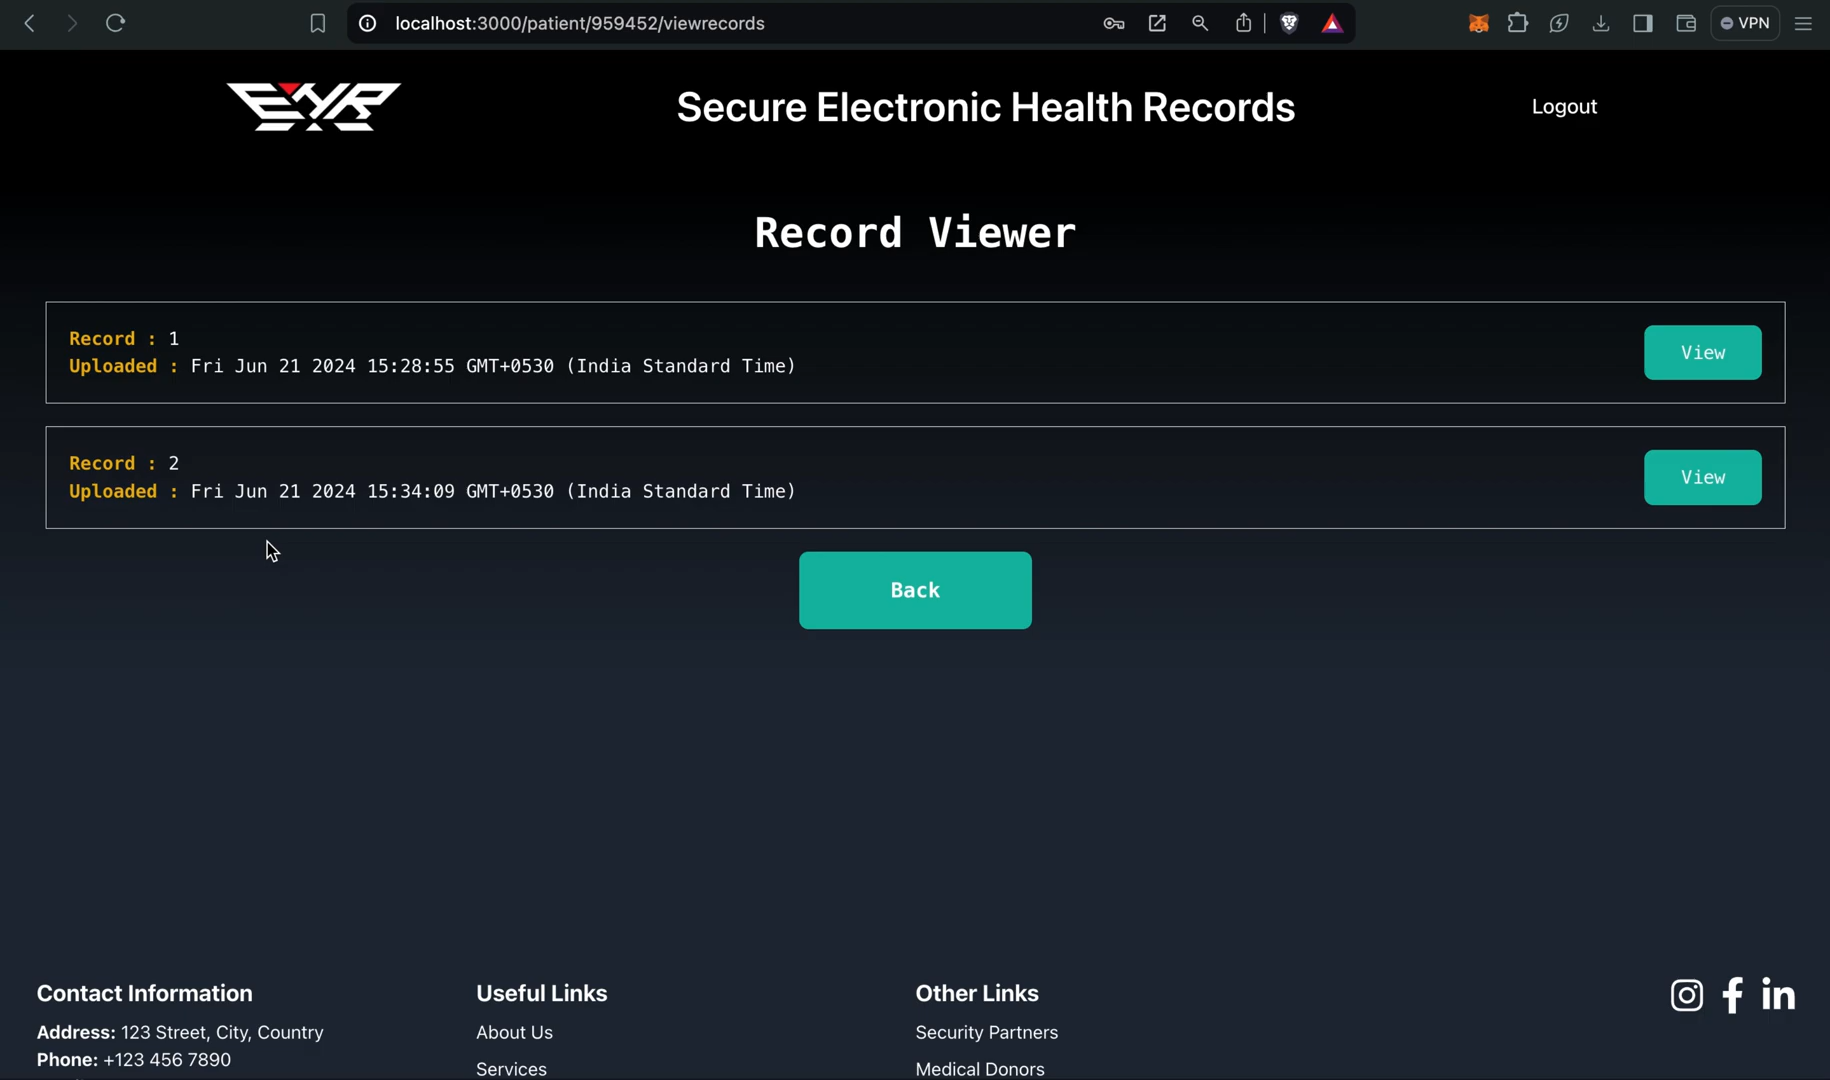 localhost:3000/patient/959452/viewrecords
VPN
EYR
Secure Electronic Health Records
Logout
Record Viewer
Record : 1
Uploaded : Fri Jun 21 2024 15:28:55 GMT+0530 (India Standard Time)
View
Record : 2
Uploaded : Fri Jun 21 2024 15:34:09 GMT+0530 (India Standard Time)
View
Back
Contact Information
Address: 123 Street, City, Country
Phone: +123 456 7890
Useful Links
About Us
Services
Other Links
Security Partners
Medical Donors